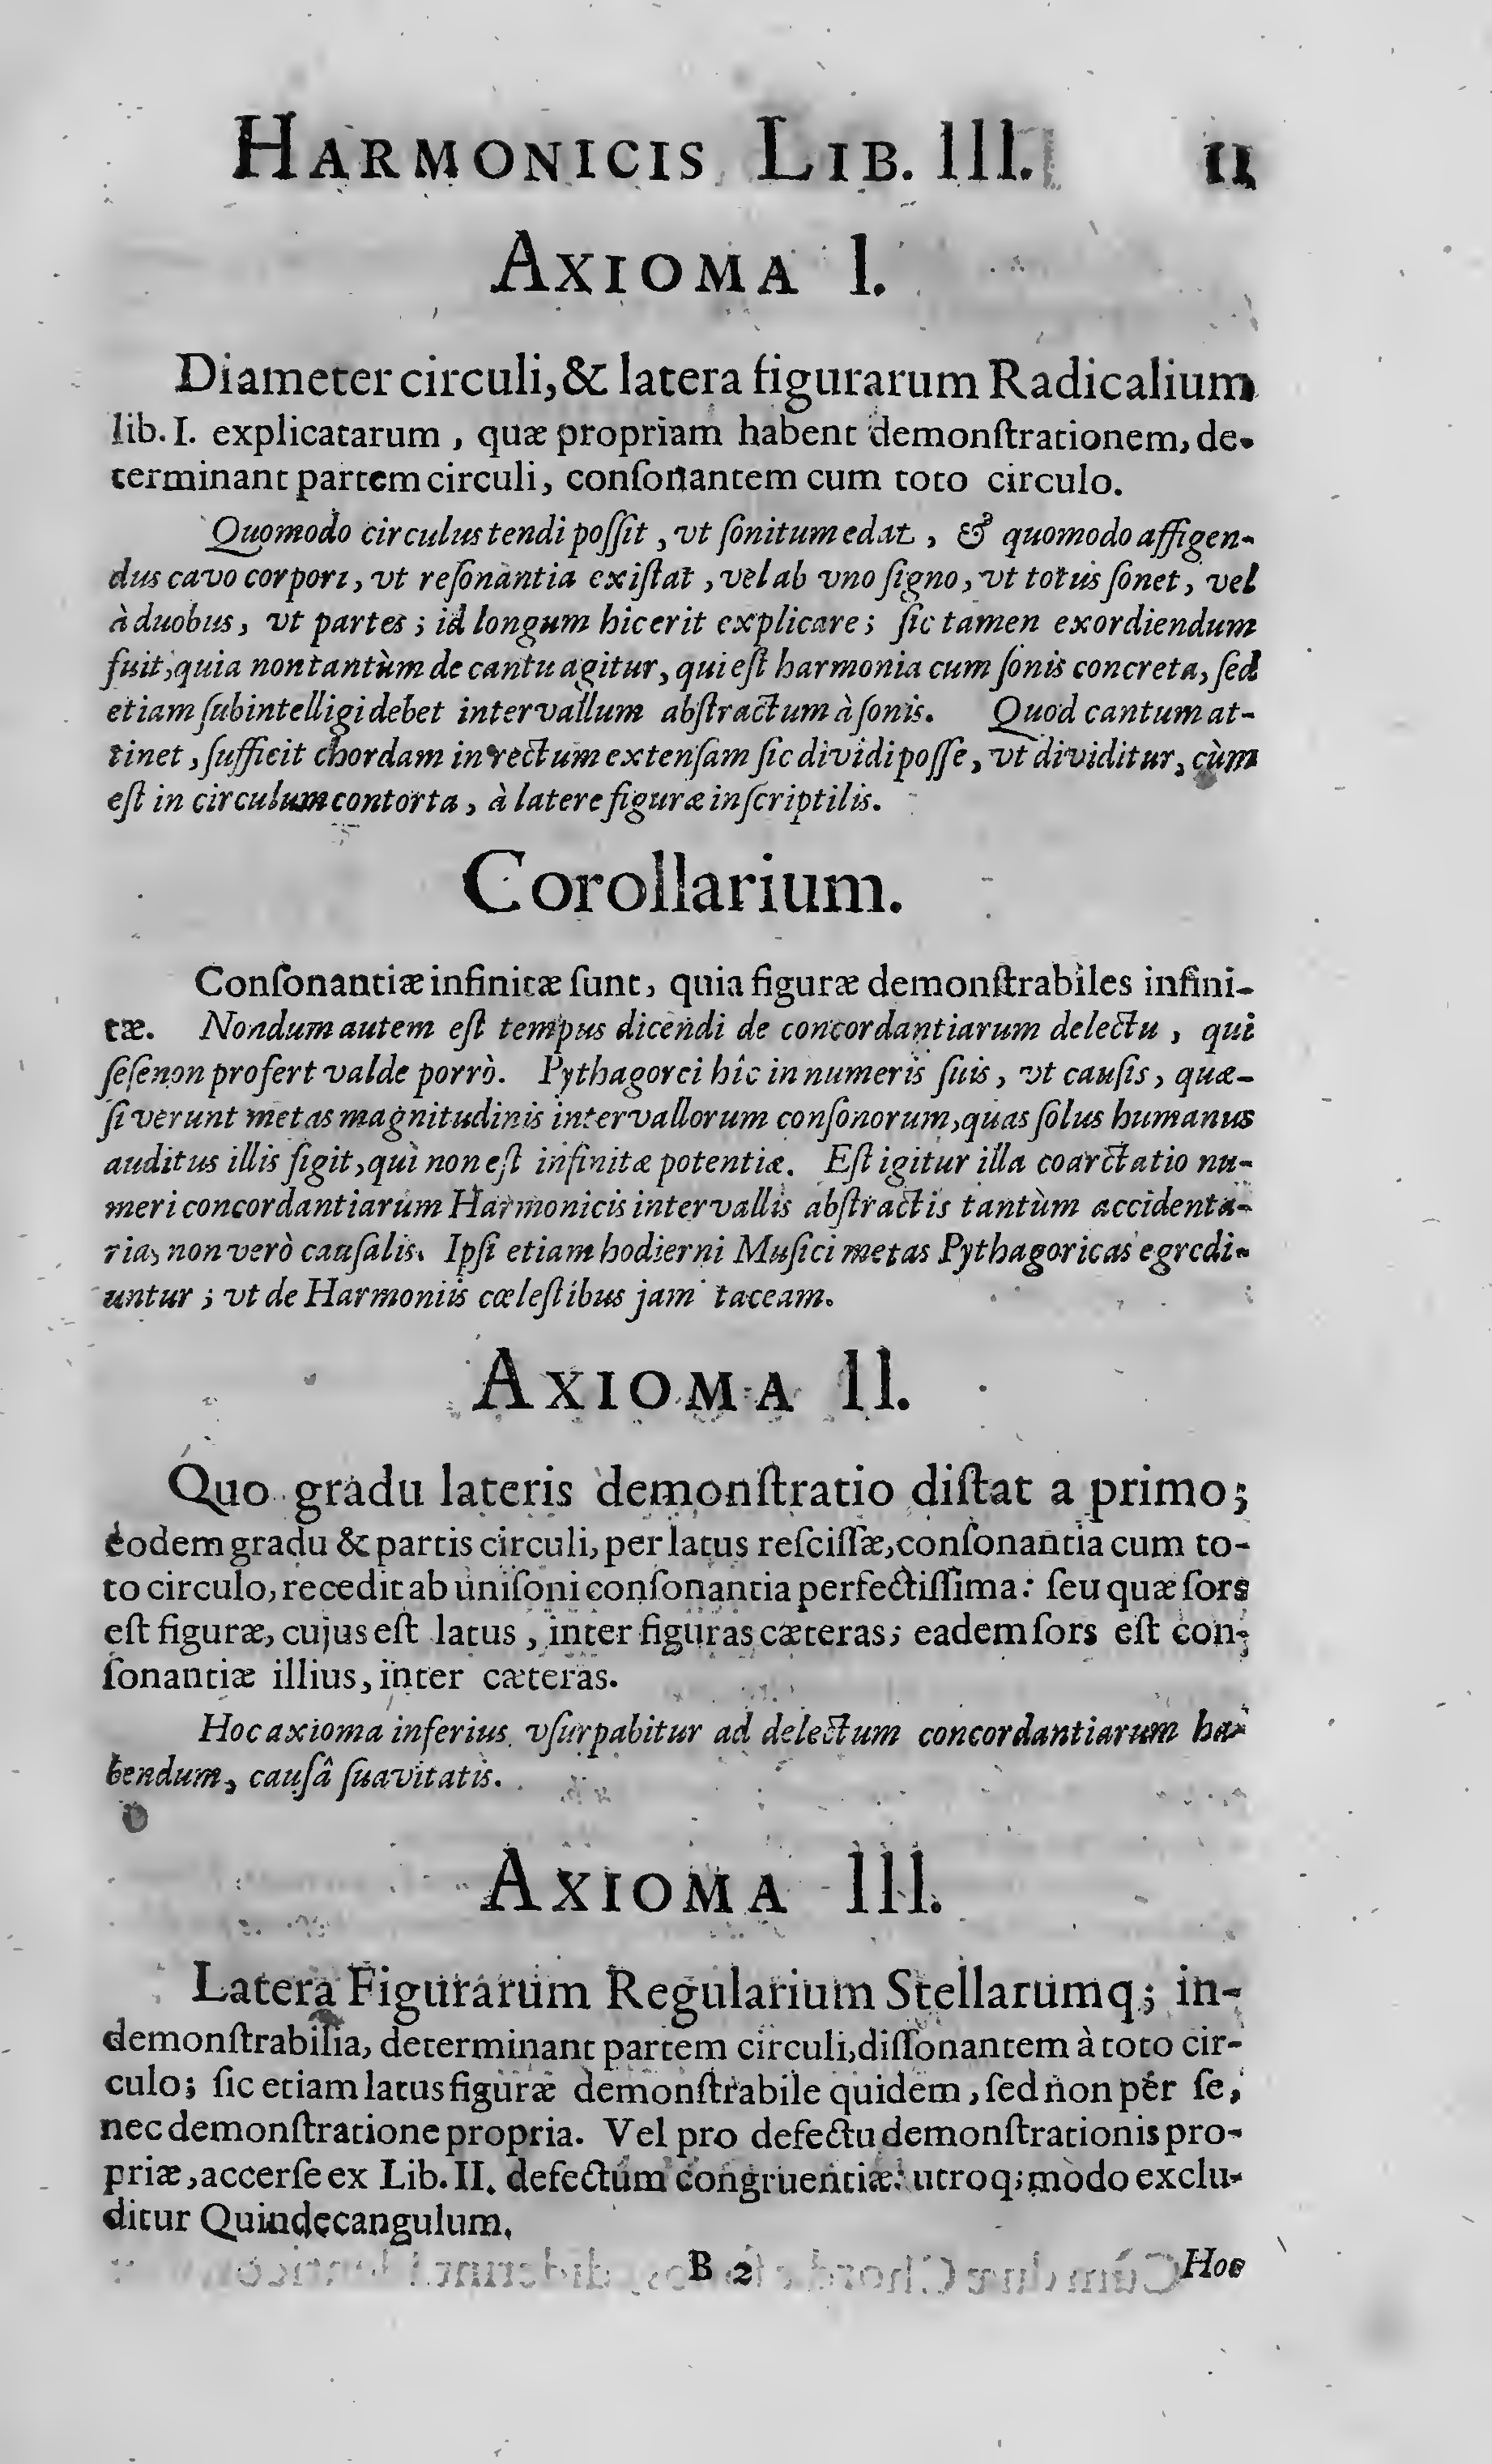 HARMONICIS LIB. III. 11
AXIOMA I.
Diameter circuli, & latera figurarum Radicalium
lib. I. explicatarum, quæ propriam habent demonſtrationem, de-
terminant partem circuli, conſonantem cum toto circulo.
Quomodo circulus tendi poſſit, vt ſonitum edat, & quomodo affigen-
dus cavo corpori, vt reſonantia exiſtat, vel ab vno ſigno, vt totus ſonet, vel
à duobus, vt partes; id longum hic erit explicare; ſic tamen exordiendum
fuit, quia non tantùm de cantu agitur, qui eſt harmonia cum ſonis concreta, ſed
etiam ſubintelligi debet intervallum abſtractum à ſonis. Quod cantum at-
tinet, ſufficit chordam in rectum extenſam ſic dividi poſſe, vt dividitur, cùm
eſt in circulum contorta, à latere figuræ inſcriptilis.
Corollarium.
Conſonantiæ infinitæ ſunt, quia figuræ demonſtrabiles infini-
tæ. Nondum autem eſt tempus dicendi de concordantiarum delectu, qui
ſeſe non profert valde porrò. Pythagorei hîc in numeris ſuis, vt cauſis, quæ-
ſiverunt metas magnitudinis intervallorum conſonorum, quas ſolus humanus
auditus illis figit, quì non eſt infinitæ potentiæ. Eſt igitur illa coarctatio nu-
meri concordantiarum Harmonicis intervallis abſtractis tantùm accidenta-
ria, non verò cauſalis. Ipſi etiam hodierni Muſici metas Pythagoricas egredi-
untur; vt de Harmoniis cœleſtibus jam taceam.
AXIOMA II.
Quo gradu lateris demonſtratio diſtat a primo;
eodem gradu & partis circuli, per latus reſciſſæ, conſonantia cum to-
to circulo, recedit ab uniſoni conſonantia perfectiſſima: ſeu quæ ſors
eſt figuræ, cujus eſt latus, inter figuras cæteras; eadem ſors eſt con-
ſonantiæ illius, inter cæteras.
Hoc axioma inferius vſurpabitur ad delectum concordantiarum ha-
bendum, cauſâ ſuavitatis.
AXIOMA III.
Latera Figurarum Regularium Stellarumq; in-
demonſtrabilia, determinant partem circuli, diſſonantem à toto cir-
culo; ſic etiam latus figuræ demonſtrabile quidem, ſed non per ſe,
nec demonſtratione propria. Vel pro defectu demonſtrationis pro-
priæ, accerſe ex Lib. II. defectum congruentiæ: utroq; modo exclu-
ditur Quindecangulum.
B 2 Hoc